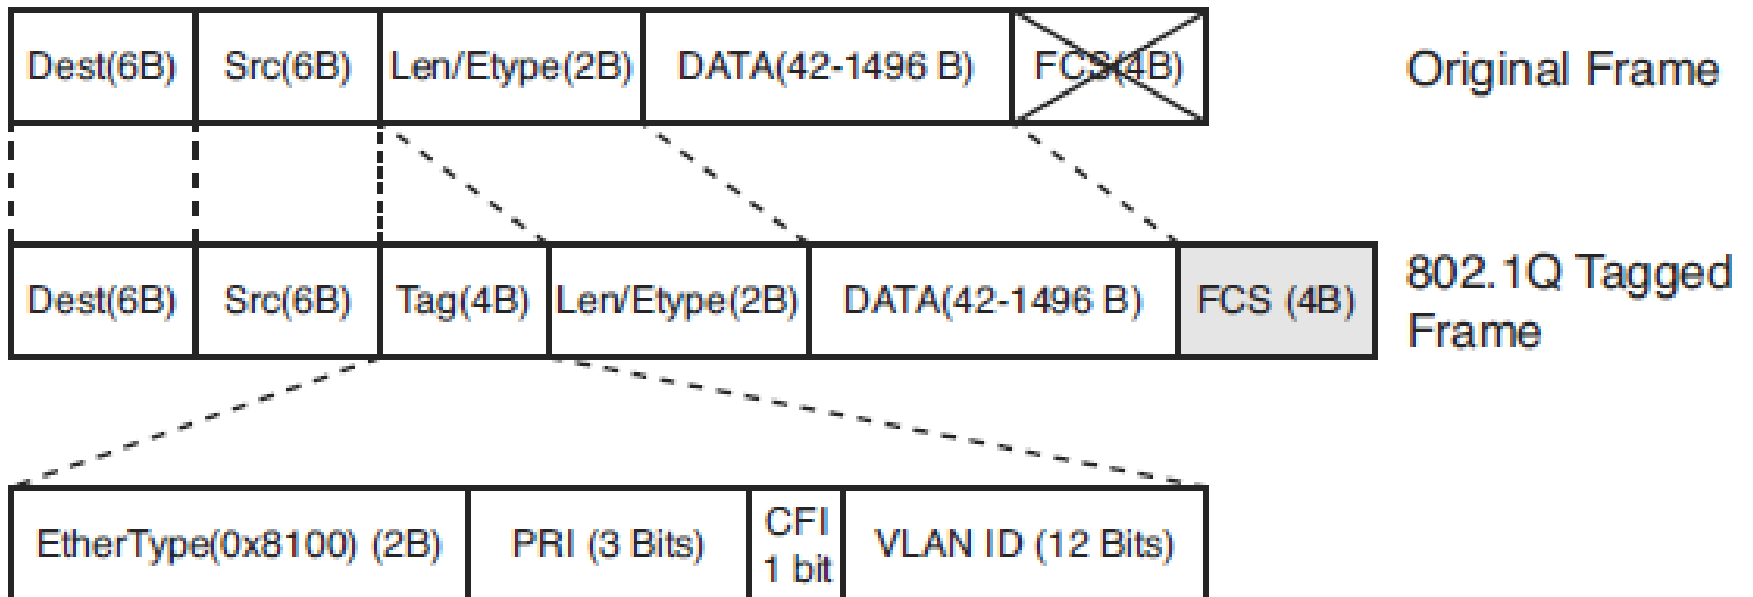 Dest(6B) Src(6B) Len/Etype(2B) DATA(42-1496 B) FCS(4B) Original Frame
Dest(6B) Src(6B) Tag(4B) Len/Etype(2B) DATA(42-1496 B) FCS (4B) 802.1Q Tagged
Frame
EtherType(0x8100) (2B) PRI (3 Bits) CFI
1 bit VLAN ID (12 Bits)